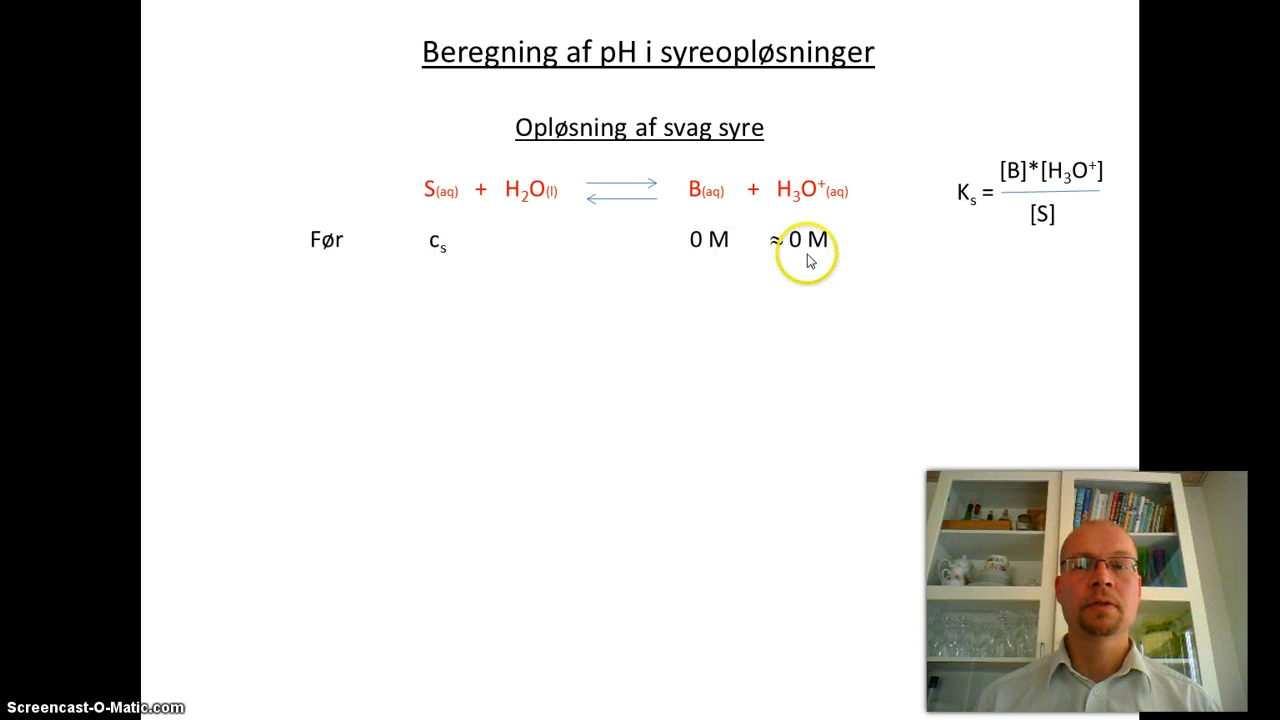 Beregning af pH i syreopløsninger
Opløsning af svag syre
S(aq) + H₂O(l) ⇌ B(aq) + H₃O⁺(aq)
Kₛ = [B]*[H₃O⁺] / [S]
Før cₛ 0 M ≈ 0 M
Screencast-O-Matic.com